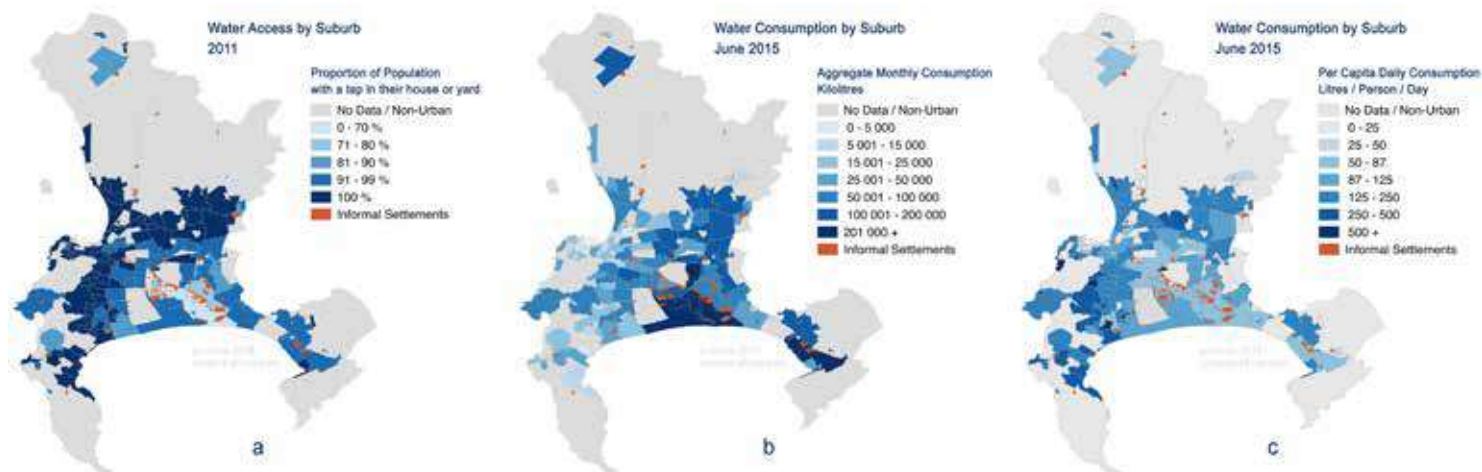 Water Access by Suburb
2011
Proportion of Population
with a tap in their house or yard
No Data / Non-Urban
0 - 70 %
71 - 80 %
81 - 90 %
91 - 99 %
100 %
Informal Settlements
a
Water Consumption by Suburb
June 2015
Aggregate Monthly Consumption
Kilolitres
No Data / Non-Urban
0 - 5 000
5 001 - 15 000
15 001 - 25 000
25 001 - 50 000
50 001 - 100 000
100 001 - 200 000
201 000 +
Informal Settlements
b
Water Consumption by Suburb
June 2015
Per Capita Daily Consumption
Litres / Person / Day
No Data / Non-Urban
0 - 25
25 - 50
50 - 87
87 - 125
125 - 250
250 - 500
500 +
Informal Settlements
c